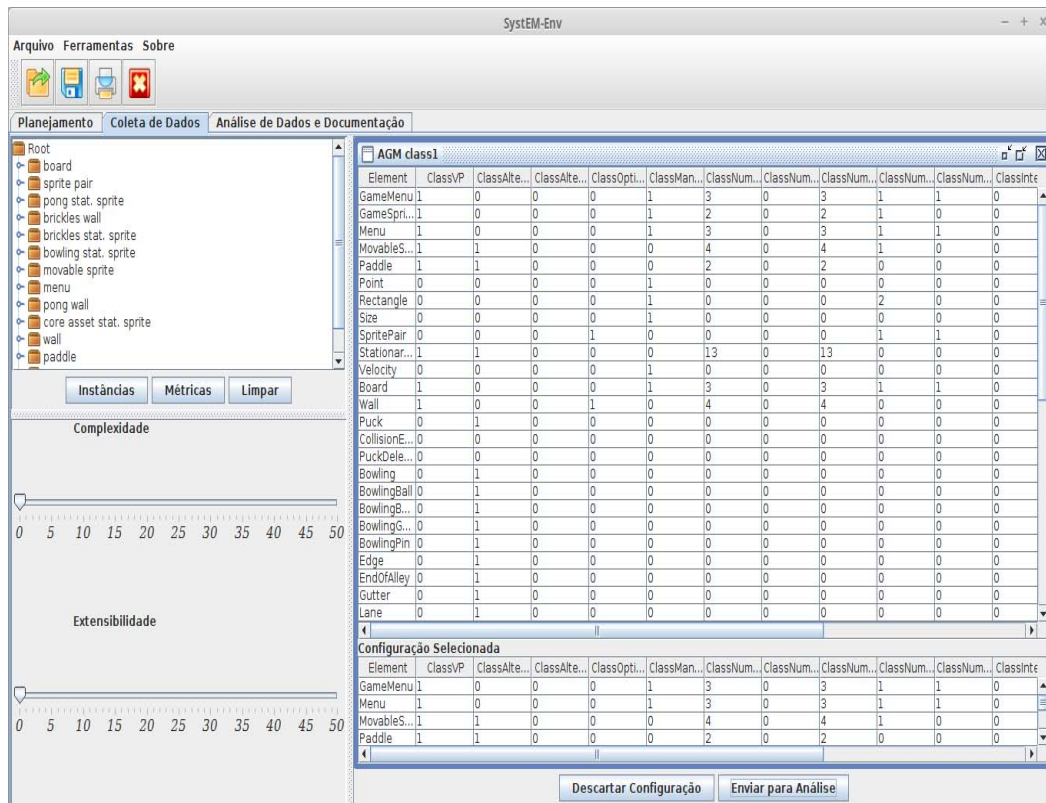 SystEM-Env
Arquivo Ferramentas Sobre
Planejamento Coleta de Dados Análise de Dados e Documentação
Root
board
sprite pair
pong stat. sprite
brickles wall
brickles stat. sprite
bowling stat. sprite
movable sprite
menu
pong wall
core asset stat. sprite
wall
paddle
Instâncias Métricas Limpar
Complexidade
0 5 10 15 20 25 30 35 40 45 50
Extensibilidade
0 5 10 15 20 25 30 35 40 45 50
AGM class1
Element ClassVP ClassAlte... ClassAlte... ClassOpti... ClassMan... ClassNum... ClassNum... ClassNum... ClassNum... ClassNum... ClassInte
GameMenu 1 0 0 0 1 3 0 3 1 1 0
GameSpri... 1 0 0 0 1 2 0 2 1 0 0
Menu 1 0 0 0 1 3 0 3 1 1 0
MovableS... 1 1 0 0 0 4 0 4 1 0 0
Paddle 1 1 0 0 0 2 0 2 0 0 0
Point 0 0 0 0 1 0 0 0 0 0 0
Rectangle 0 0 0 0 1 0 0 0 2 0 0
Size 0 0 0 0 1 0 0 0 0 0 0
SpritePair 0 0 0 1 0 0 0 0 1 1 0
Stationar... 1 1 0 0 0 13 0 13 0 0 0
Velocity 0 0 0 0 1 0 0 0 0 0 0
Board 1 0 0 0 1 3 0 3 1 1 0
Wall 1 0 0 1 0 4 0 4 0 0 0
Puck 0 1 0 0 0 0 0 0 0 0 0
CollisionE... 0 0 0 0 0 0 0 0 0 0 0
PuckDele... 0 0 0 0 0 0 0 0 0 0 0
Bowling 0 1 0 0 0 0 0 0 0 0 0
BowlingBall 0 1 0 0 0 0 0 0 0 0 0
BowlingB... 0 1 0 0 0 0 0 0 0 0 0
BowlingG... 0 1 0 0 0 0 0 0 0 0 0
BowlingPin 0 1 0 0 0 0 0 0 0 0 0
Edge 0 1 0 0 0 0 0 0 0 0 0
EndOfAlley 0 1 0 0 0 0 0 0 0 0 0
Gutter 0 1 0 0 0 0 0 0 0 0 0
Lane 0 1 0 0 0 0 0 0 0 0 0
Configuração Selecionada
Element ClassVP ClassAlte... ClassAlte... ClassOpti... ClassMan... ClassNum... ClassNum... ClassNum... ClassNum... ClassNum... ClassInte
GameMenu 1 0 0 0 1 3 0 3 1 1 0
Menu 1 0 0 0 1 3 0 3 1 1 0
MovableS... 1 1 0 0 0 4 0 4 1 0 0
Paddle 1 1 0 0 0 2 0 2 0 0 0
Descartar Configuração Enviar para Análise